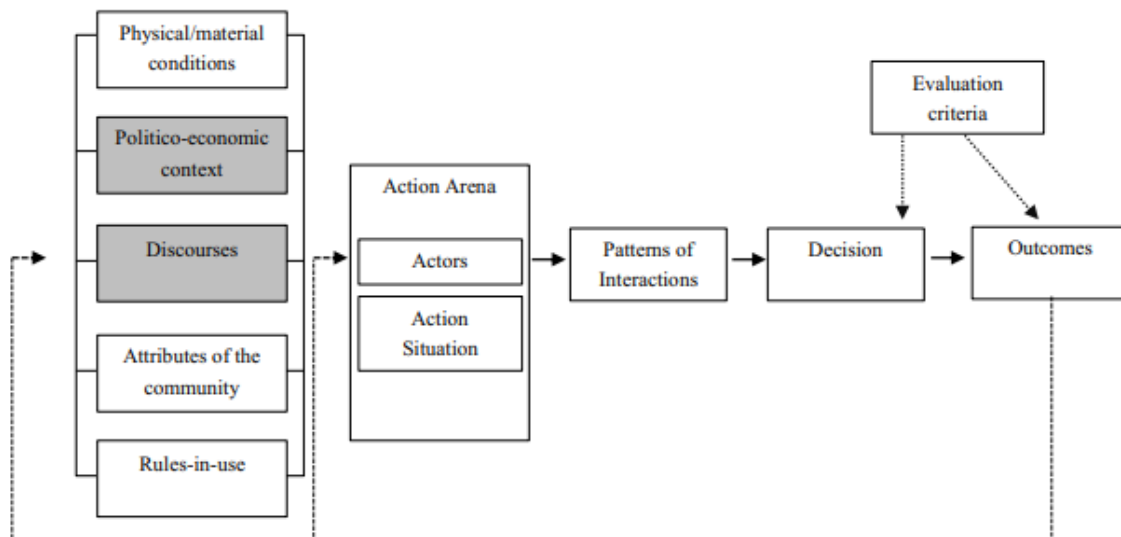 Physical/material
conditions
Politico-economic
context
Discourses
Attributes of the
community
Rules-in-use
Action Arena
Actors
Action
Situation
Patterns of
Interactions
Decision
Evaluation
criteria
Outcomes